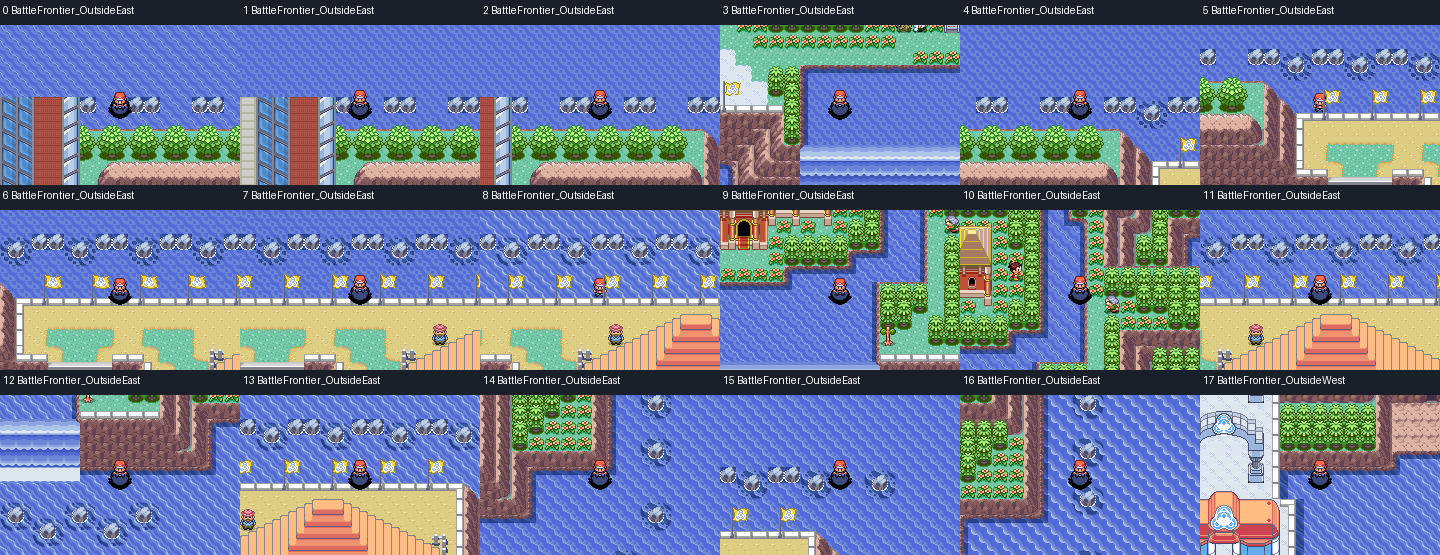 0 BattleFrontier_OutsideEast
1 BattleFrontier_OutsideEast
2 BattleFrontier_OutsideEast
3 BattleFrontier_OutsideEast
4 BattleFrontier_OutsideEast
5 BattleFrontier_OutsideEast
6 BattleFrontier_OutsideEast
7 BattleFrontier_OutsideEast
8 BattleFrontier_OutsideEast
9 BattleFrontier_OutsideEast
10 BattleFrontier_OutsideEast
11 BattleFrontier_OutsideEast
12 BattleFrontier_OutsideEast
13 BattleFrontier_OutsideEast
14 BattleFrontier_OutsideEast
15 BattleFrontier_OutsideEast
16 BattleFrontier_OutsideEast
17 BattleFrontier_OutsideWest